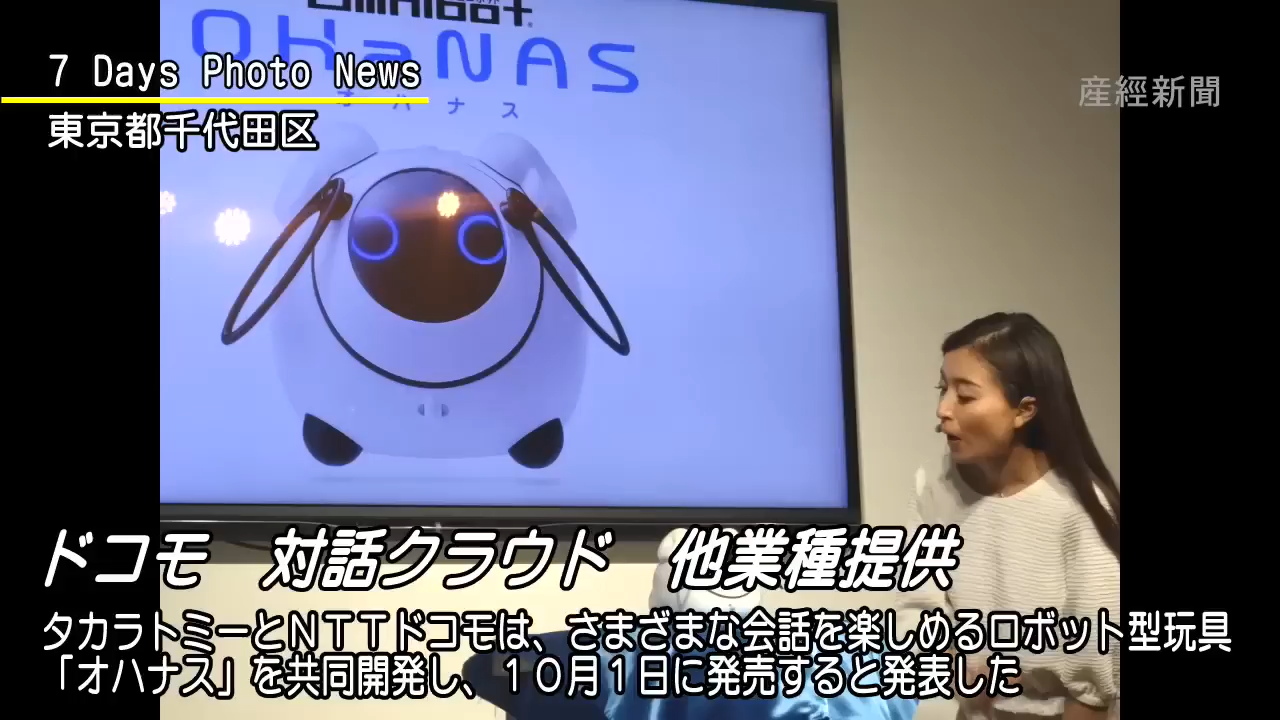 OMNIBOT
OHaNAS
オハナス
7 Days Photo News
産経新聞
東京都千代田区
ドコモ　対話クラウド　他業種提供
タカラトミーとＮＴＴドコモは、さまざまな会話を楽しめるロボット型玩具
「オハナス」を共同開発し、１０月１日に発売すると発表した